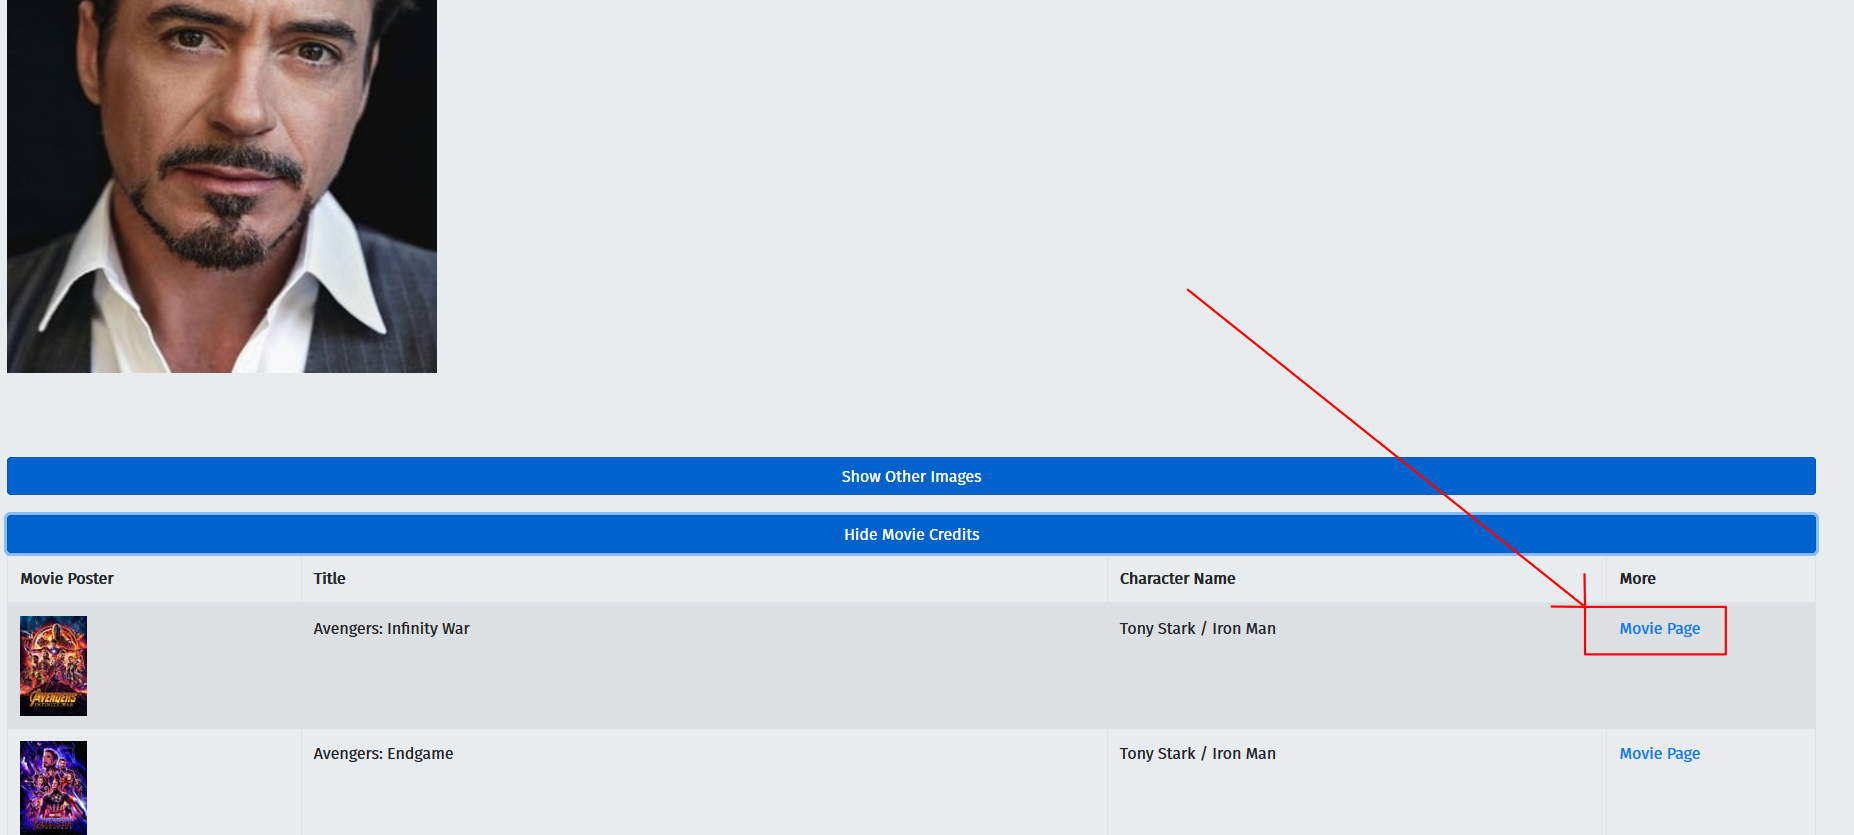 Show Other Images
Hide Movie Credits
Movie Poster Title Character Name More
Avengers: Infinity War Tony Stark / Iron Man Movie Page
AVENGERS
INFINITY WAR
Avengers: Endgame Tony Stark / Iron Man Movie Page